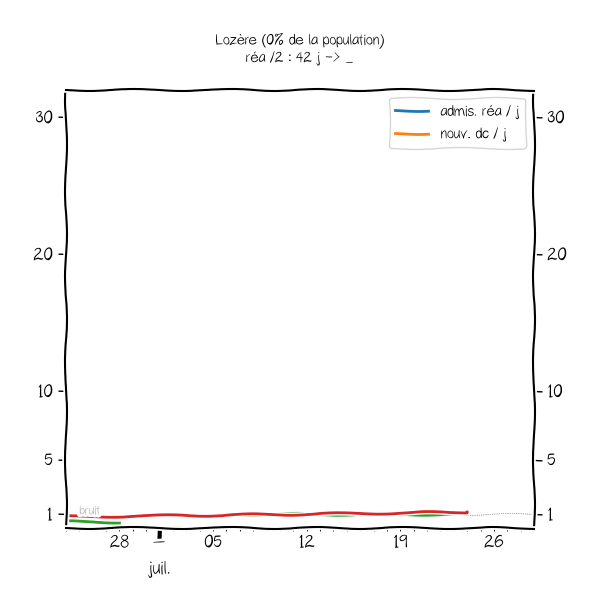 Lozère (0% de la population)
réa /2 : 42 j -> _
admis. réa / j
nouv. dc / j
30
30
20
20
10
10
5
5
bruit
1
1
28
05
12
19
26
juil.